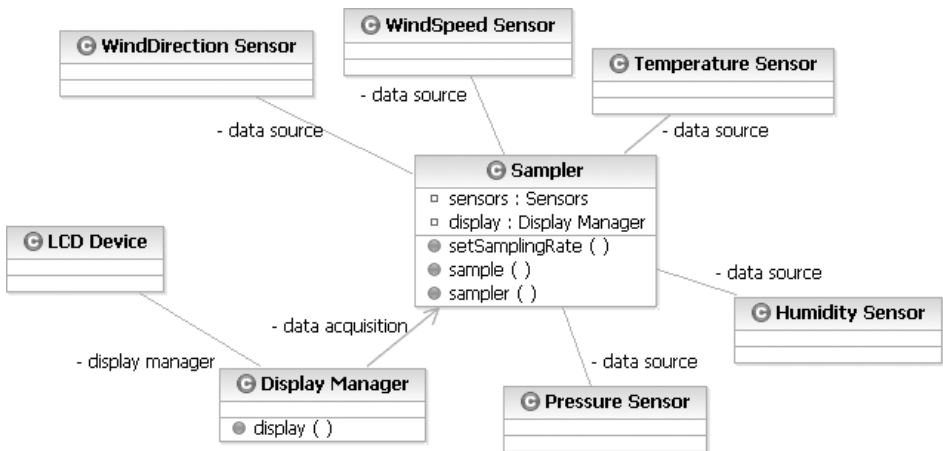 WindSpeed Sensor
WindDirection Sensor
Temperature Sensor
- data source
- data source
- data source
Sampler
sensors : Sensors
display : Display Manager
setSamplingRate ( )
sample ( )
sampler ( )
LCD Device
- data source
Humidity Sensor
- data acquisition
- display manager
- data source
Display Manager
display ( )
Pressure Sensor